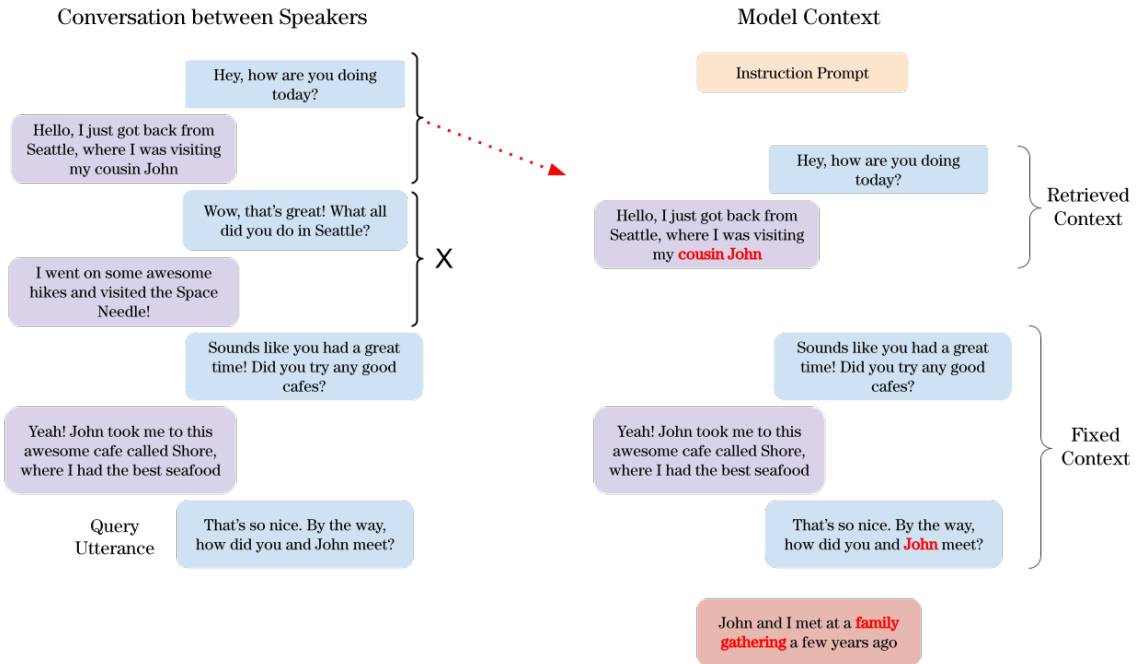 Conversation between Speakers
Hey, how are you doing
today?
Hello, I just got back from
Seattle, where I was visiting
my cousin John
Wow, that's great! What all
did you do in Seattle?
X
I went on some awesome
hikes and visited the Space
Needle!
Sounds like you had a great
time! Did you try any good
cafes?
Yeah! John took me to this
awesome cafe called Shore,
where I had the best seafood
Query
Utterance
That's so nice. By the way,
how did you and John meet?
Model Context
Instruction Prompt
Hey, how are you doing
today?
Hello, I just got back from
Seattle, where I was visiting
my cousin John
Retrieved
Context
Sounds like you had a great
time! Did you try any good
cafes?
Yeah! John took me to this
awesome cafe called Shore,
where I had the best seafood
That's so nice. By the way,
how did you and John meet?
Fixed
Context
John and I met at a family
gathering a few years ago